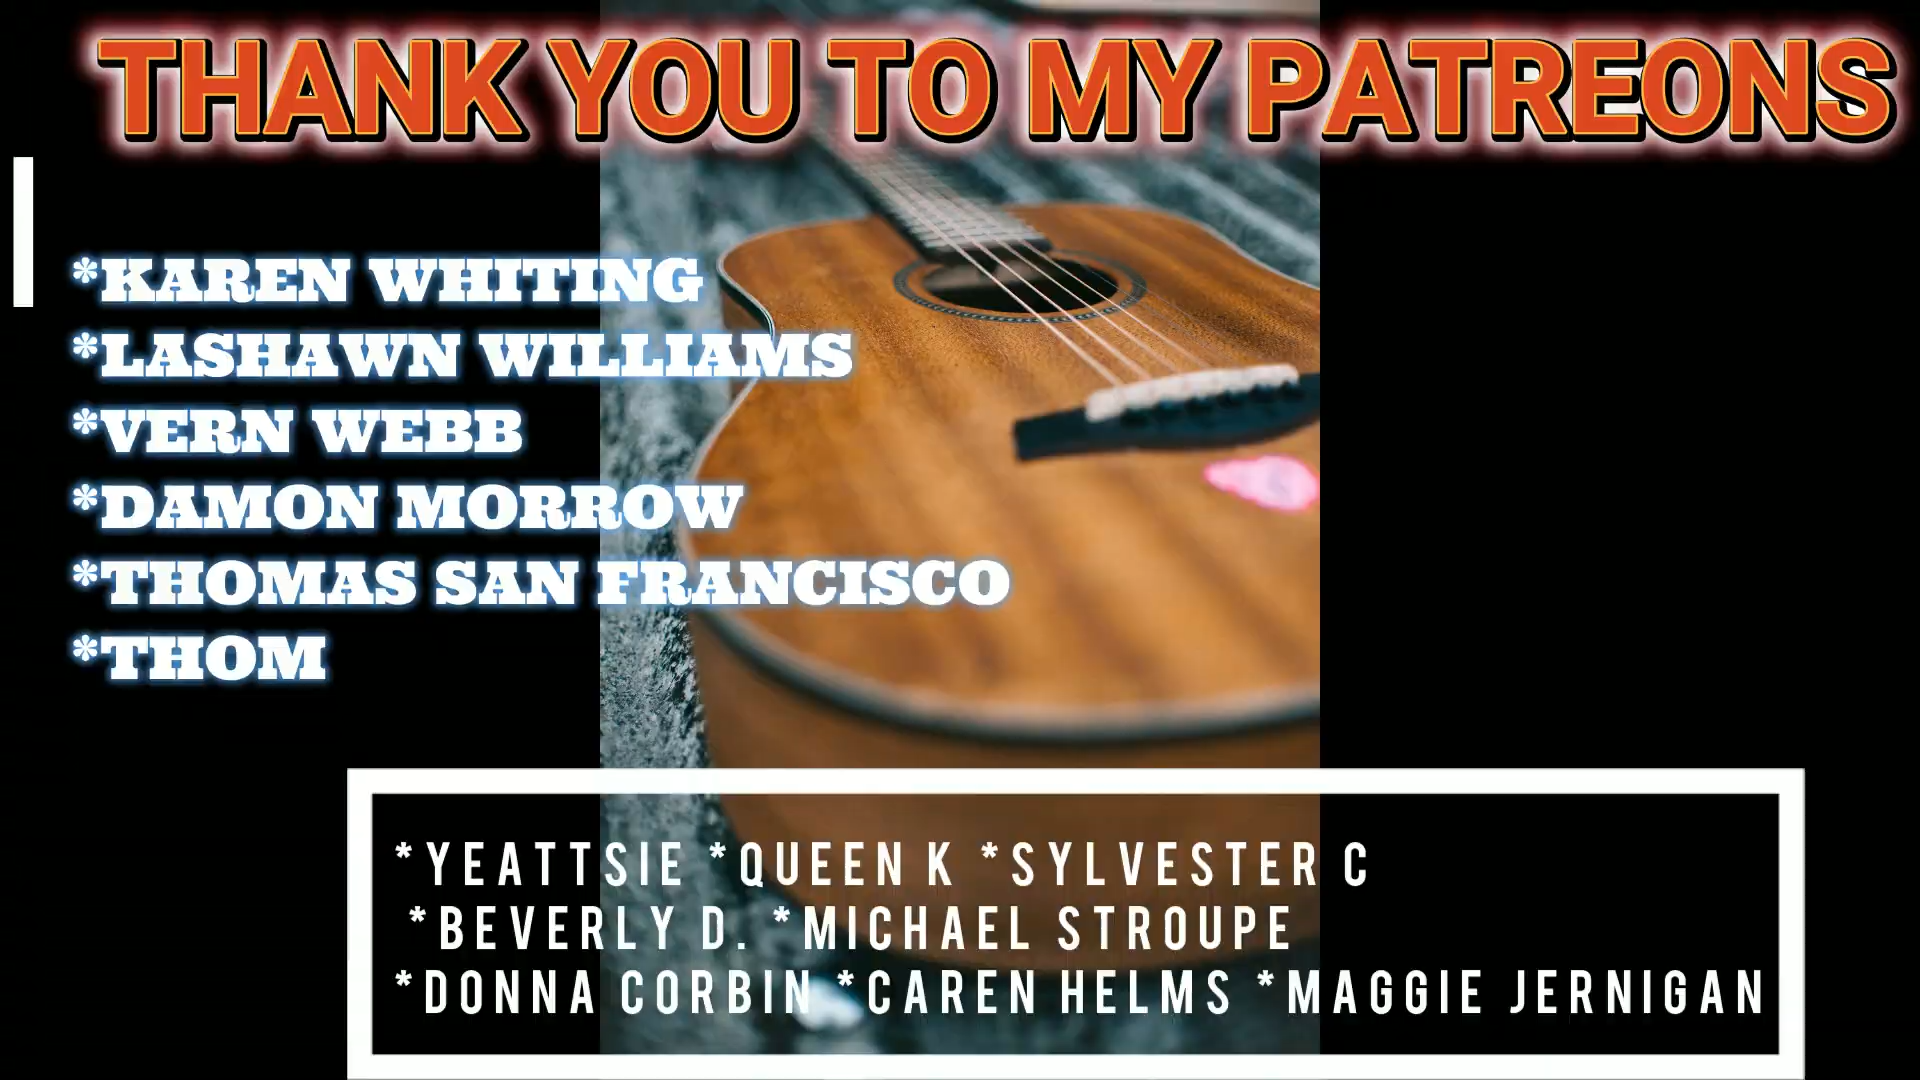 THANK YOU TO MY PATREONS
*KAREN WHITING
*LASHAWN WILLIAMS
*VERN WEBB
*DAMON MORROW
*THOMAS SAN FRANCISCO
*THOM
*YEATTSIE *QUEEN K *SYLVESTER C
*BEVERLY D. *MICHAEL STROUPE
*DONNA CORBIN *CAREN HELMS *MAGGIE JERNIGAN